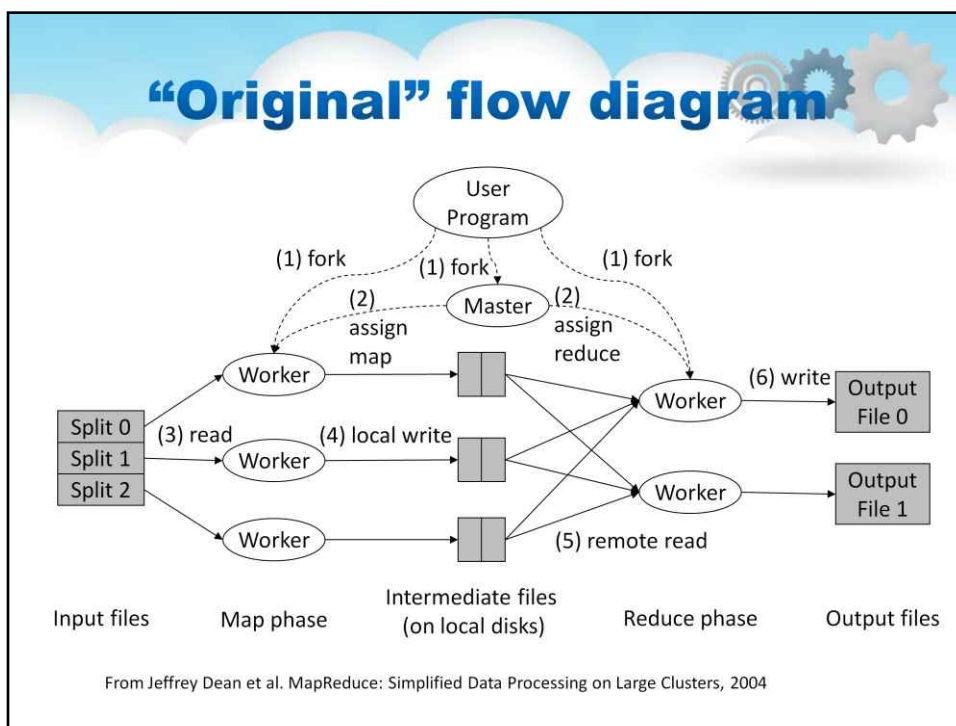 “Original” flow diagram
User
Program
(1) fork
(1) fork
(1) fork
(2)
assign
map
Master
(2)
assign
reduce
Worker
Worker
(6) write
Output
File 0
Split 0
Split 1
Split 2
(3) read
Worker
(4) local write
Worker
Output
File 1
Worker
(5) remote read
Input files
Map phase
Intermediate files
(on local disks)
Reduce phase
Output files
From Jeffrey Dean et al. MapReduce: Simplified Data Processing on Large Clusters, 2004